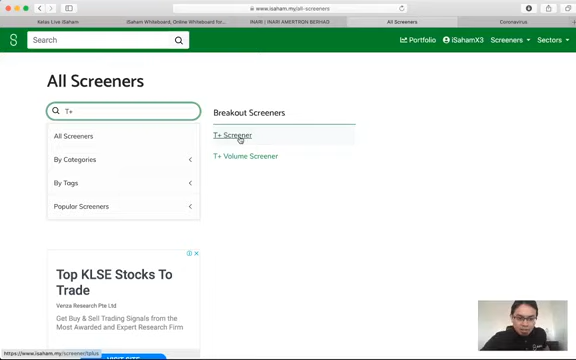 www.isaham.my/all-screeners
Kelas Live iSaham
iSaham Whiteboard, Online Whiteboard for...
INARI | INARI AMERTRON BERHAD
All Screeners
Coronavirus
S
Search
Portfolio
iSahamX3
Screeners
Sectors
All Screeners
T+
All Screeners
By Categories
By Tags
Popular Screeners
Breakout Screeners
T+ Screener
T+ Volume Screener
Top KLSE Stocks To
Trade
Venza Research Pte Ltd
Get Buy & Sell Trading Signals from the
Most Awarded and Expert Research Firm
VISIT SITE
https://www.isaham.my/screener/tplus